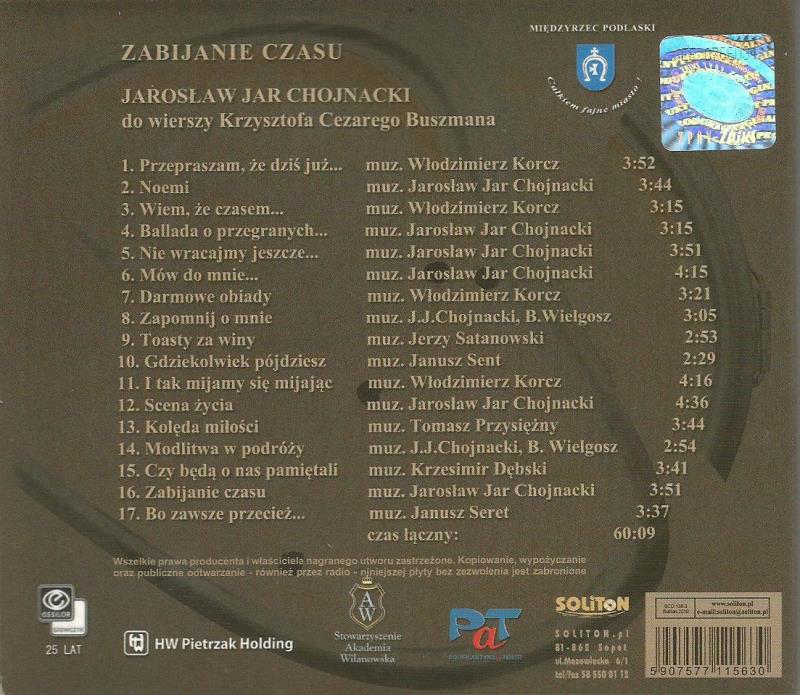 MIĘDZYRZEC PODLASKI
Całkiem fajne miasto!
ZABIJANIE CZASU
JAROSŁAW JAR CHOJNACKI
do wierszy Krzysztofa Cezarego Buszmana
1. Przepraszam, że dziś już... muz. Włodzimierz Korcz 3:52
2. Noemi muz. Jarosław Jar Chojnacki 3:44
3. Wiem, że czasem... muz. Włodzimierz Korcz 3:15
4. Ballada o przegranych... muz. Jarosław Jar Chojnacki 3:15
5. Nie wracajmy jeszcze... muz. Jarosław Jar Chojnacki 3:51
6. Mów do mnie... muz. Jarosław Jar Chojnacki 4:15
7. Darmowe obiady muz. Włodzimierz Korcz 3:21
8. Zapomnij o mnie muz. J.J.Chojnacki, B.Wielgosz 3:05
9. Toasty za winy muz. Jerzy Satanowski 2:53
10. Gdziekolwiek pójdziesz muz. Janusz Sent 2:29
11. I tak mijamy się mijając muz. Włodzimierz Korcz 4:16
12. Scena życia muz. Jarosław Jar Chojnacki 4:36
13. Kolęda miłości muz. Tomasz Przysiężny 3:44
14. Modlitwa w podróży muz. J.J.Chojnacki, B. Wielgosz 2:54
15. Czy będą o nas pamiętali muz. Krzesimir Dębski 3:41
16. Zabijanie czasu muz. Jarosław Jar Chojnacki 3:51
17. Bo zawsze przecież... muz. Janusz Seret 3:37
czas łączny: 60:09
Wszelkie prawa producenta i właściciela nagranego utworu zastrzeżone. Kopiowanie, wypożyczanie
oraz publiczne odtwarzanie - również przez radio - niniejszej płyty bez zezwolenia jest zabronione
ESSILOR
25 LAT
HW Pietrzak Holding
AW
Stowarzyszenie
Akademia
Wilanowska
PaT
SOLITON
SOLITON.pl
81-862 Sopot
ul.Mazowiecka 6/1
tel/fax 58 550 01 12
www.soliton.pl
e-mail:soliton@soliton.pl
5907577 115630